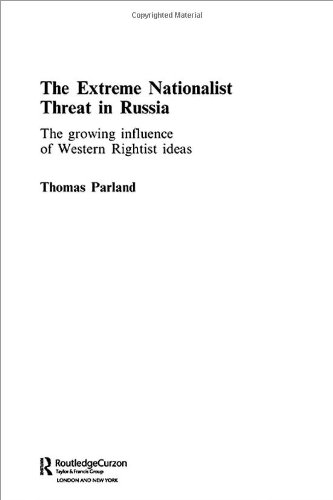 Copyrighted Material
The Extreme Nationalist
Threat in Russia
The growing influence
of Western Rightist ideas
Thomas Parland
RoutledgeCurzon
Taylor & Francis Group
LONDON AND NEW YORK